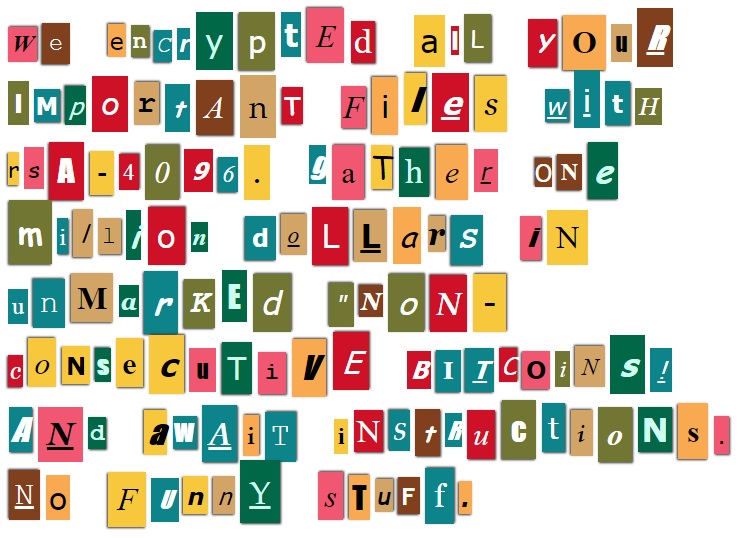 We encrypted all yOuR
IMporTAnT Files witH
rsA-4096. gaTher oNe
million doLLars iN
unMarKed "NoN-
coNsecuTiVE BITCoiNs!
ANd awAiT iNStRuCtioNs.
No FunnY sTuFf.